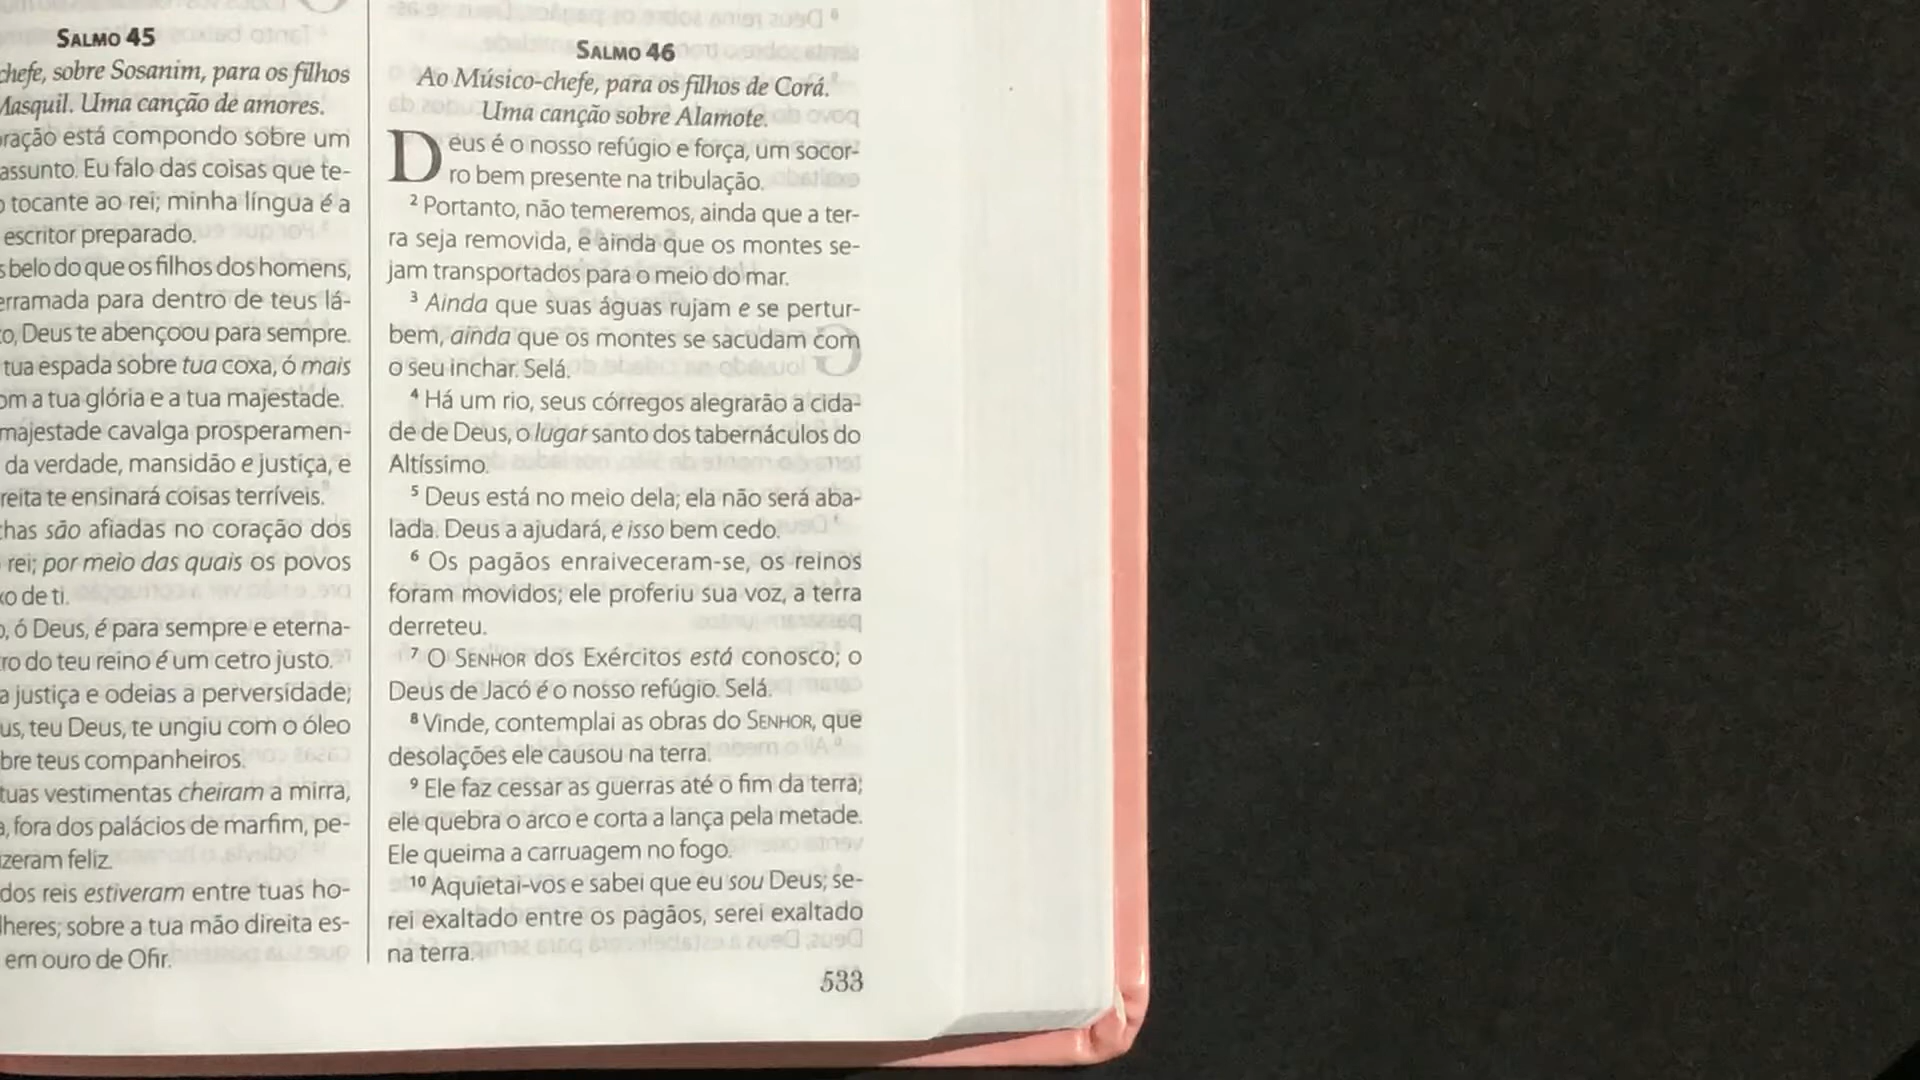 SALMO 45
chefe, sobre Sosanim, para os filhos
Masquil. Uma canção de amores.
está compondo sobre um
assunto. Eu falo das coisas que te-
tocante ao rei; minha língua é a
escritor preparado.
belo do que os filhos dos homens,
para dentro de teus lá-
Deus te abençoou para sempre.
tua espada sobre tua coxa, ó mais
a tua glória e a tua majestade.
majestade cavalga prosperamen-
da verdade, mansidão e justiça, e
te ensinará coisas terríveis.
são afiadas no coração dos
rei; por meio das quais os povos
de ti.
ó Deus, é para sempre e eterna-
do teu reino é um cetro justo.
a justiça e odeias a perversidade;
teu Deus, te ungiu com o óleo
teus companheiros.
tuas vestimentas cheiram a mirra,
fora dos palácios de marfim, pe-
feliz.
dos reis estiveram entre tuas ho-
sobre a tua mão direita es-
em ouro de Ofir.
SALMO 46
Ao Músico-chefe, para os filhos de Corá.
Uma canção sobre Alamote.
Deus é o nosso refúgio e força, um socor-
ro bem presente na tribulação.
2 Portanto, não temeremos, ainda que a ter-
ra seja removida, e ainda que os montes se-
jam transportados para o meio do mar.
3 Ainda que suas águas rujam e se pertur-
bem, ainda que os montes se sacudam com
o seu inchar. Selá.
4 Há um rio, seus córregos alegrarão a cida-
de de Deus, o lugar santo dos tabernáculos do
Altíssimo.
5 Deus está no meio dela; ela não será aba-
lada. Deus a ajudará, e isso bem cedo.
6 Os pagãos enraiveceram-se, os reinos
foram movidos; ele proferiu sua voz, a terra
derreteu.
7 O SENHOR dos Exércitos está conosco; o
Deus de Jacó é o nosso refúgio. Selá.
8 Vinde, contemplai as obras do SENHOR, que
desolações ele causou na terra.
9 Ele faz cessar as guerras até o fim da terra;
ele quebra o arco e corta a lança pela metade.
Ele queima a carruagem no fogo.
10 Aquietai-vos e sabei que eu sou Deus; se-
rei exaltado entre os pagãos, serei exaltado
na terra.
533